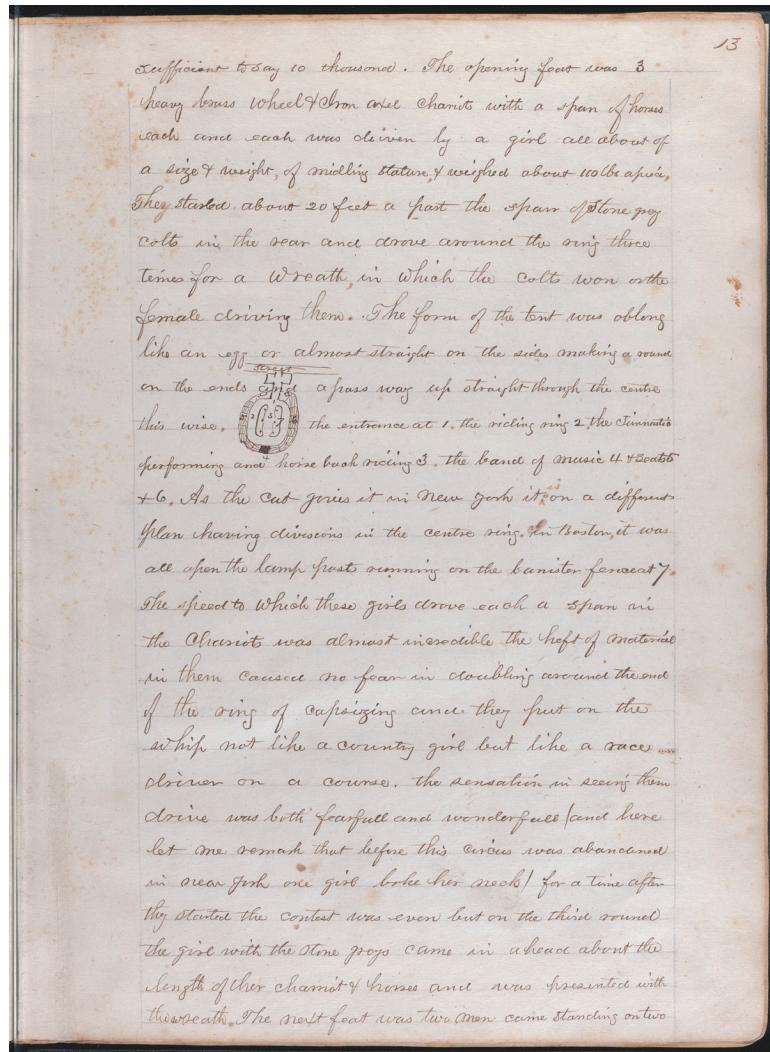 13
sufficient to say 10 thousand. The opening feat was 3
heavy brass wheel & Iron axel chariots with a span of horses
each and each was driven by a girl all about of
a size & weight, of midling stature, & weighed about 110 lbs apiece,
They started about 20 feet a part the span of Stone gray
colts in the rear and drove around the ring three
times for a wreath, in which the colts won or the
female driving them. The form of the tent was oblong
like an egg or almost straight on the sides making a round
on the ends and a pass way up straight through the centre
this wise. the entrance at 1. the riding ring 2, the Jimnastic
performing and horse back riding 3. the band of music 4 & Seats 5
& 6. As the cut gives it in New york it is on a different
plan having divisions in the centre ring. in Boston, it was
all open the lamp posts running on the banister fence at 7.
The speed to which these girls drove each a span in
the Chariots was almost incredible the heft of material
in them caused no fear in doubling around the end
of the ring of capsizing and they put on the
whip not like a country girl but like a race
driver on a course. the sensation in seeing them
drive was both fearfull and wonderfull (and here
let me remark that before this circus was abandaned
in new york one girl broke her neck) for a time after
they started the contest was even but on the third round
the girl with the stone grays came in ahead about the
length of her charriot & horses and was presented with
the wreath. The next feat was two men came standing on two